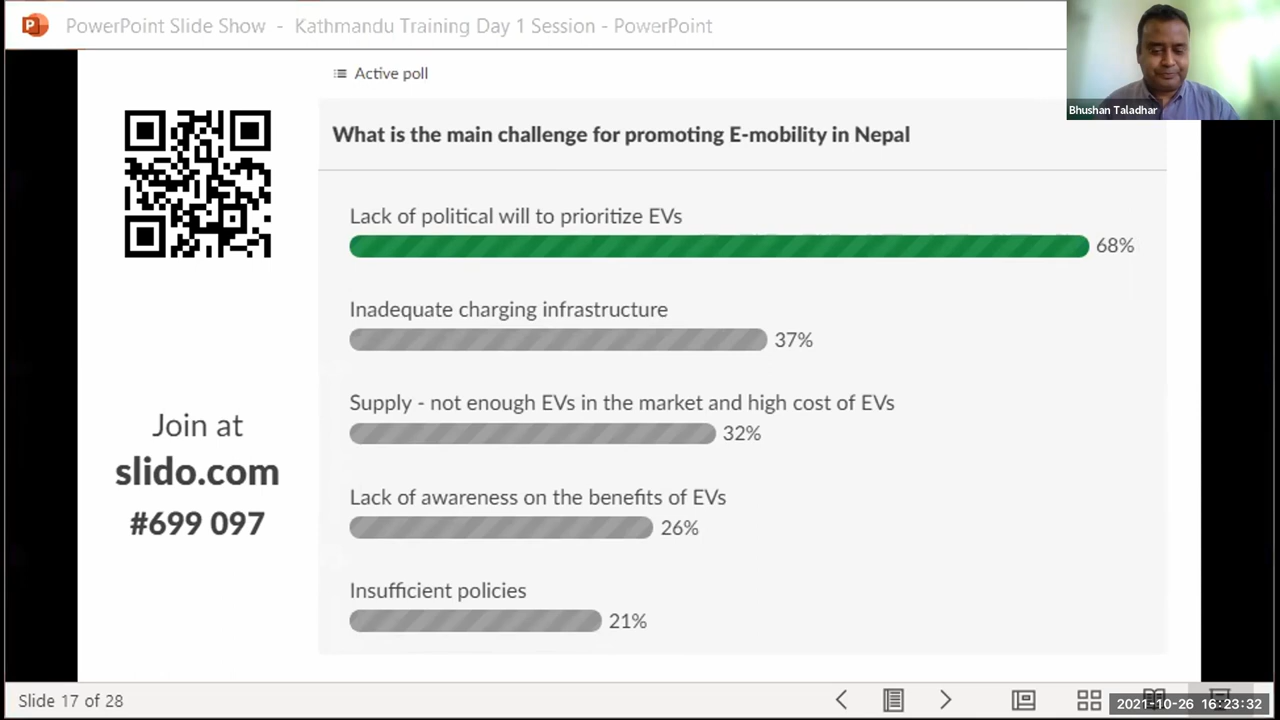 PowerPoint Slide Show - Kathmandu Training Day 1 Session - PowerPoint
Bhushan Taladhar
Active poll
What is the main challenge for promoting E-mobility in Nepal
Lack of political will to prioritize EVs
68%
Inadequate charging infrastructure
37%
Supply - not enough EVs in the market and high cost of EVs
32%
Lack of awareness on the benefits of EVs
26%
Insufficient policies
21%
Join at
slido.com
#699 097
Slide 17 of 28
2021-10-26 16:23:32